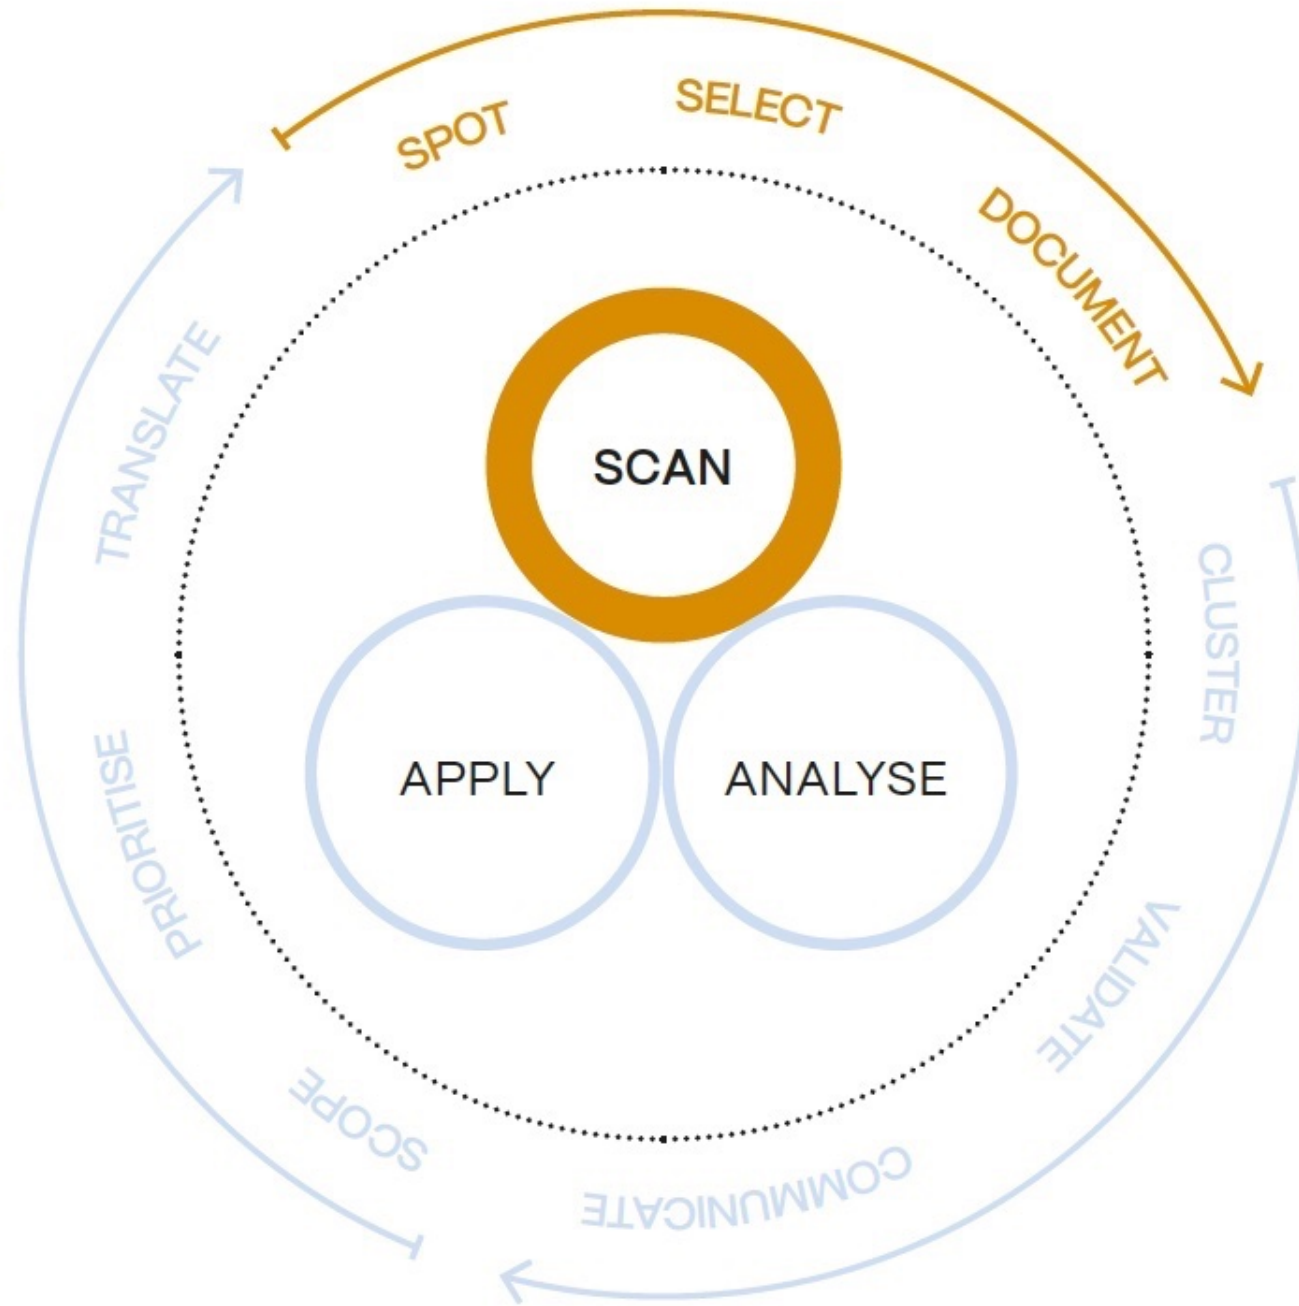 SPOT
SELECT
DOCUMENT
CLUSTER
VALIDATE
COMMUNICATE
SCOPE
PRIORITISE
TRANSLATE
SCAN
APPLY
ANALYSE